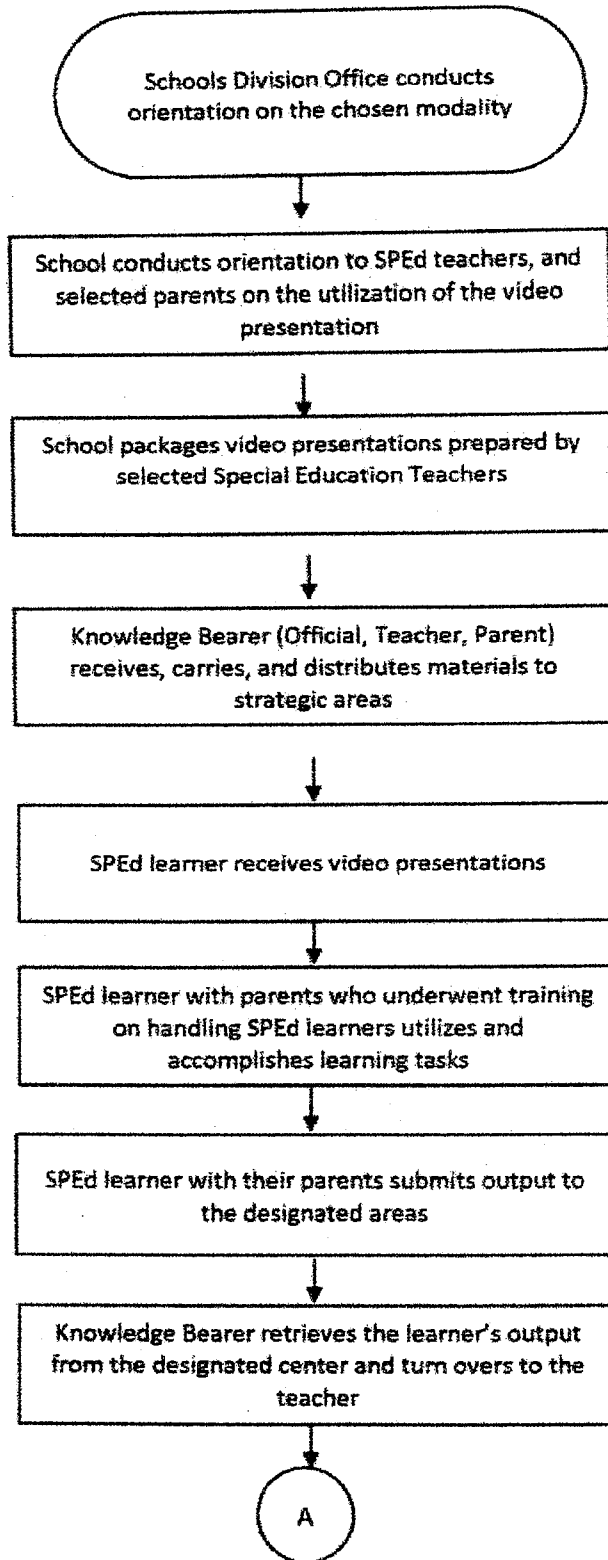 Schools Division Office conducts
orientation on the chosen modality
School conducts orientation to SPEd teachers, and
selected parents on the utilization of the video
presentation
School packages video presentations prepared by
selected Special Education Teachers
Knowledge Bearer (Official, Teacher, Parent)
receives, carries, and distributes materials to
strategic areas
SPEd learner receives video presentations
SPEd learner with parents who underwent training
on handling SPEd learners utilizes and
accomplishes learning tasks
SPEd learner with their parents submits output to
the designated areas
Knowledge Bearer retrieves the learner's output
from the designated center and turn overs to the
teacher
A